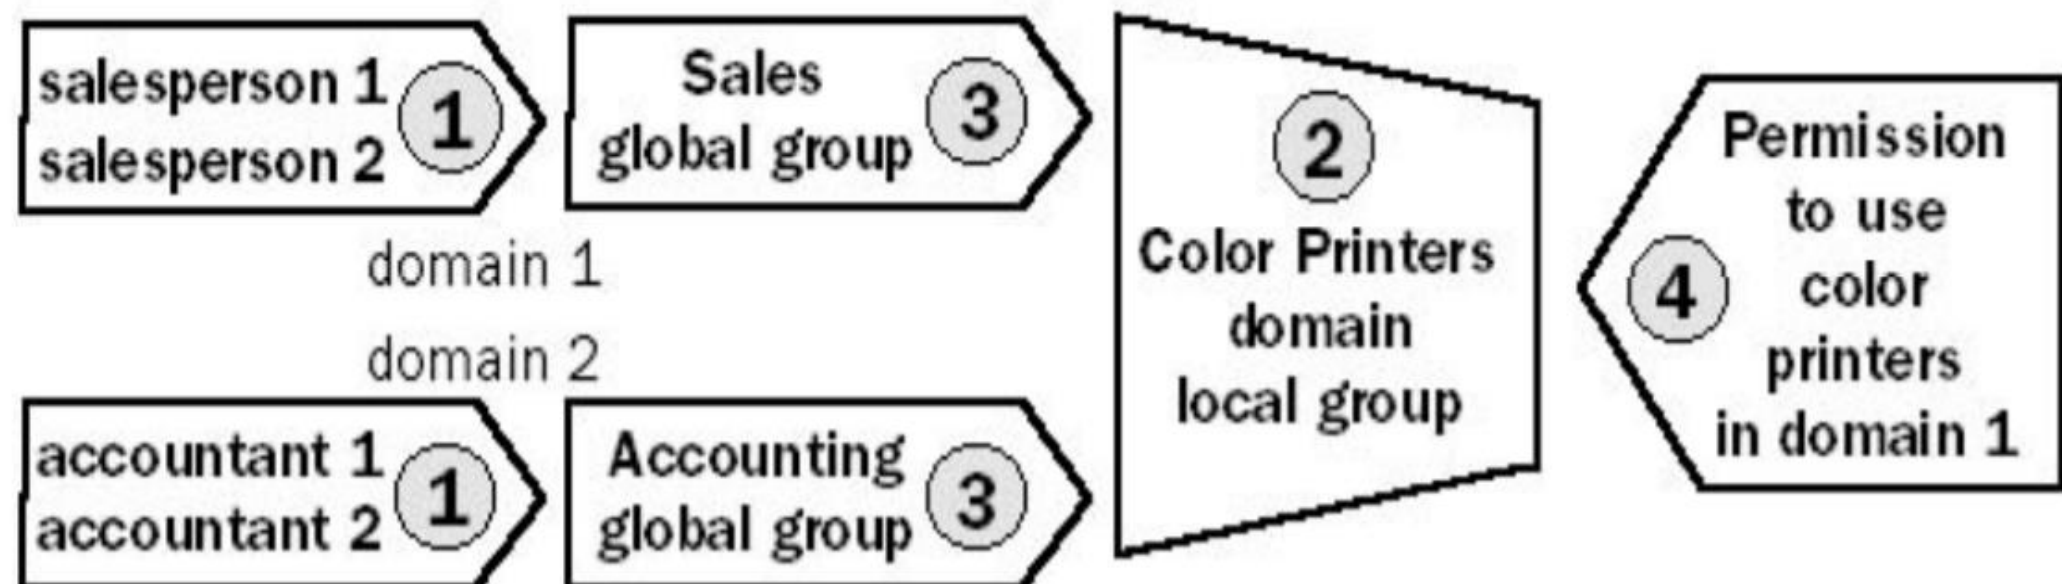 salesperson 1
salesperson 2
1
Sales
global group
3
domain 1
domain 2
accountant 1
accountant 2
1
Accounting
global group
3
2
Color Printers
domain
local group
4
Permission
to use
color
printers
in domain 1